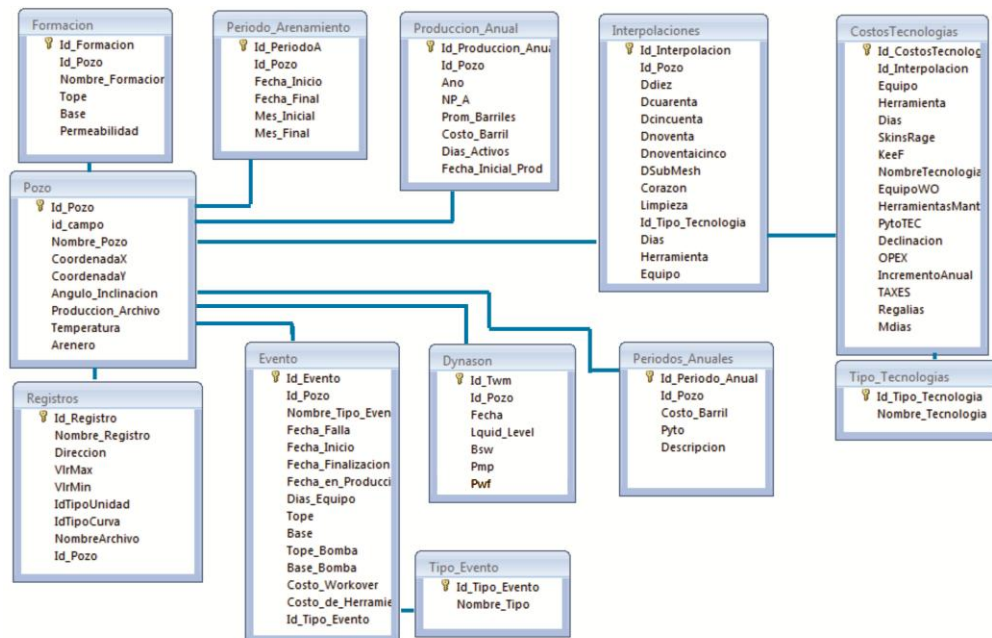 Formacion
Id_Formacion
Id_Pozo
Nombre_Formacion
Tope
Base
Permeabilidad
Periodo_Arenamiento
Id_PeriodoA
Id_Pozo
Fecha_Inicio
Fecha_Final
Mes_Inicial
Mes_Final
Produccion_Anual
Id_Produccion_Anua
Id_Pozo
Ano
NP_A
Prom_Barriles
Costo_Barril
Dias_Activos
Fecha_Inicial_Prod
Interpolaciones
Id_Interpolacion
Id_Pozo
Ddiez
Dcuarenta
Dcincuenta
Dnoventa
Dnoventaicinco
DSubMesh
Corazon
Limpieza
Id_Tipo_Tecnologia
Dias
Herramienta
Equipo
CostosTecnologias
Id_CostosTecnolog
Id_Interpolacion
Equipo
Herramienta
Dias
SkinsRage
KeeF
NombreTecnologia
EquipoWO
HerramientasMant
PytoTEC
Declinacion
OPEX
IncrementoAnual
TAXES
Regalias
Mdias
Pozo
Id_Pozo
id_campo
Nombre_Pozo
CoordenadaX
CoordenadaY
Angulo_Inclinacion
Produccion_Archivo
Temperatura
Arenero
Registros
Id_Registro
Nombre_Registro
Direccion
VlrMax
VlrMin
IdTipoUnidad
IdTipoCurva
NombreArchivo
Id_Pozo
Evento
Id_Evento
Id_Pozo
Nombre_Tipo_Even
Fecha_Falla
Fecha_Inicio
Fecha_Finalizacion
Fecha_en_Producci
Dias_Equipo
Tope
Base
Tope_Bomba
Base_Bomba
Costo_Workover
Costo_de_Herramie
Id_Tipo_Evento
Dynason
Id_Twm
Id_Pozo
Fecha
Lquid_Level
Bsw
Pmp
Pwf
Periodos_Anuales
Id_Periodo_Anual
Id_Pozo
Costo_Barril
Pyto
Descripcion
Tipo_Tecnologias
Id_Tipo_Tecnologia
Nombre_Tecnologia
Tipo_Evento
Id_Tipo_Evento
Nombre_Tipo